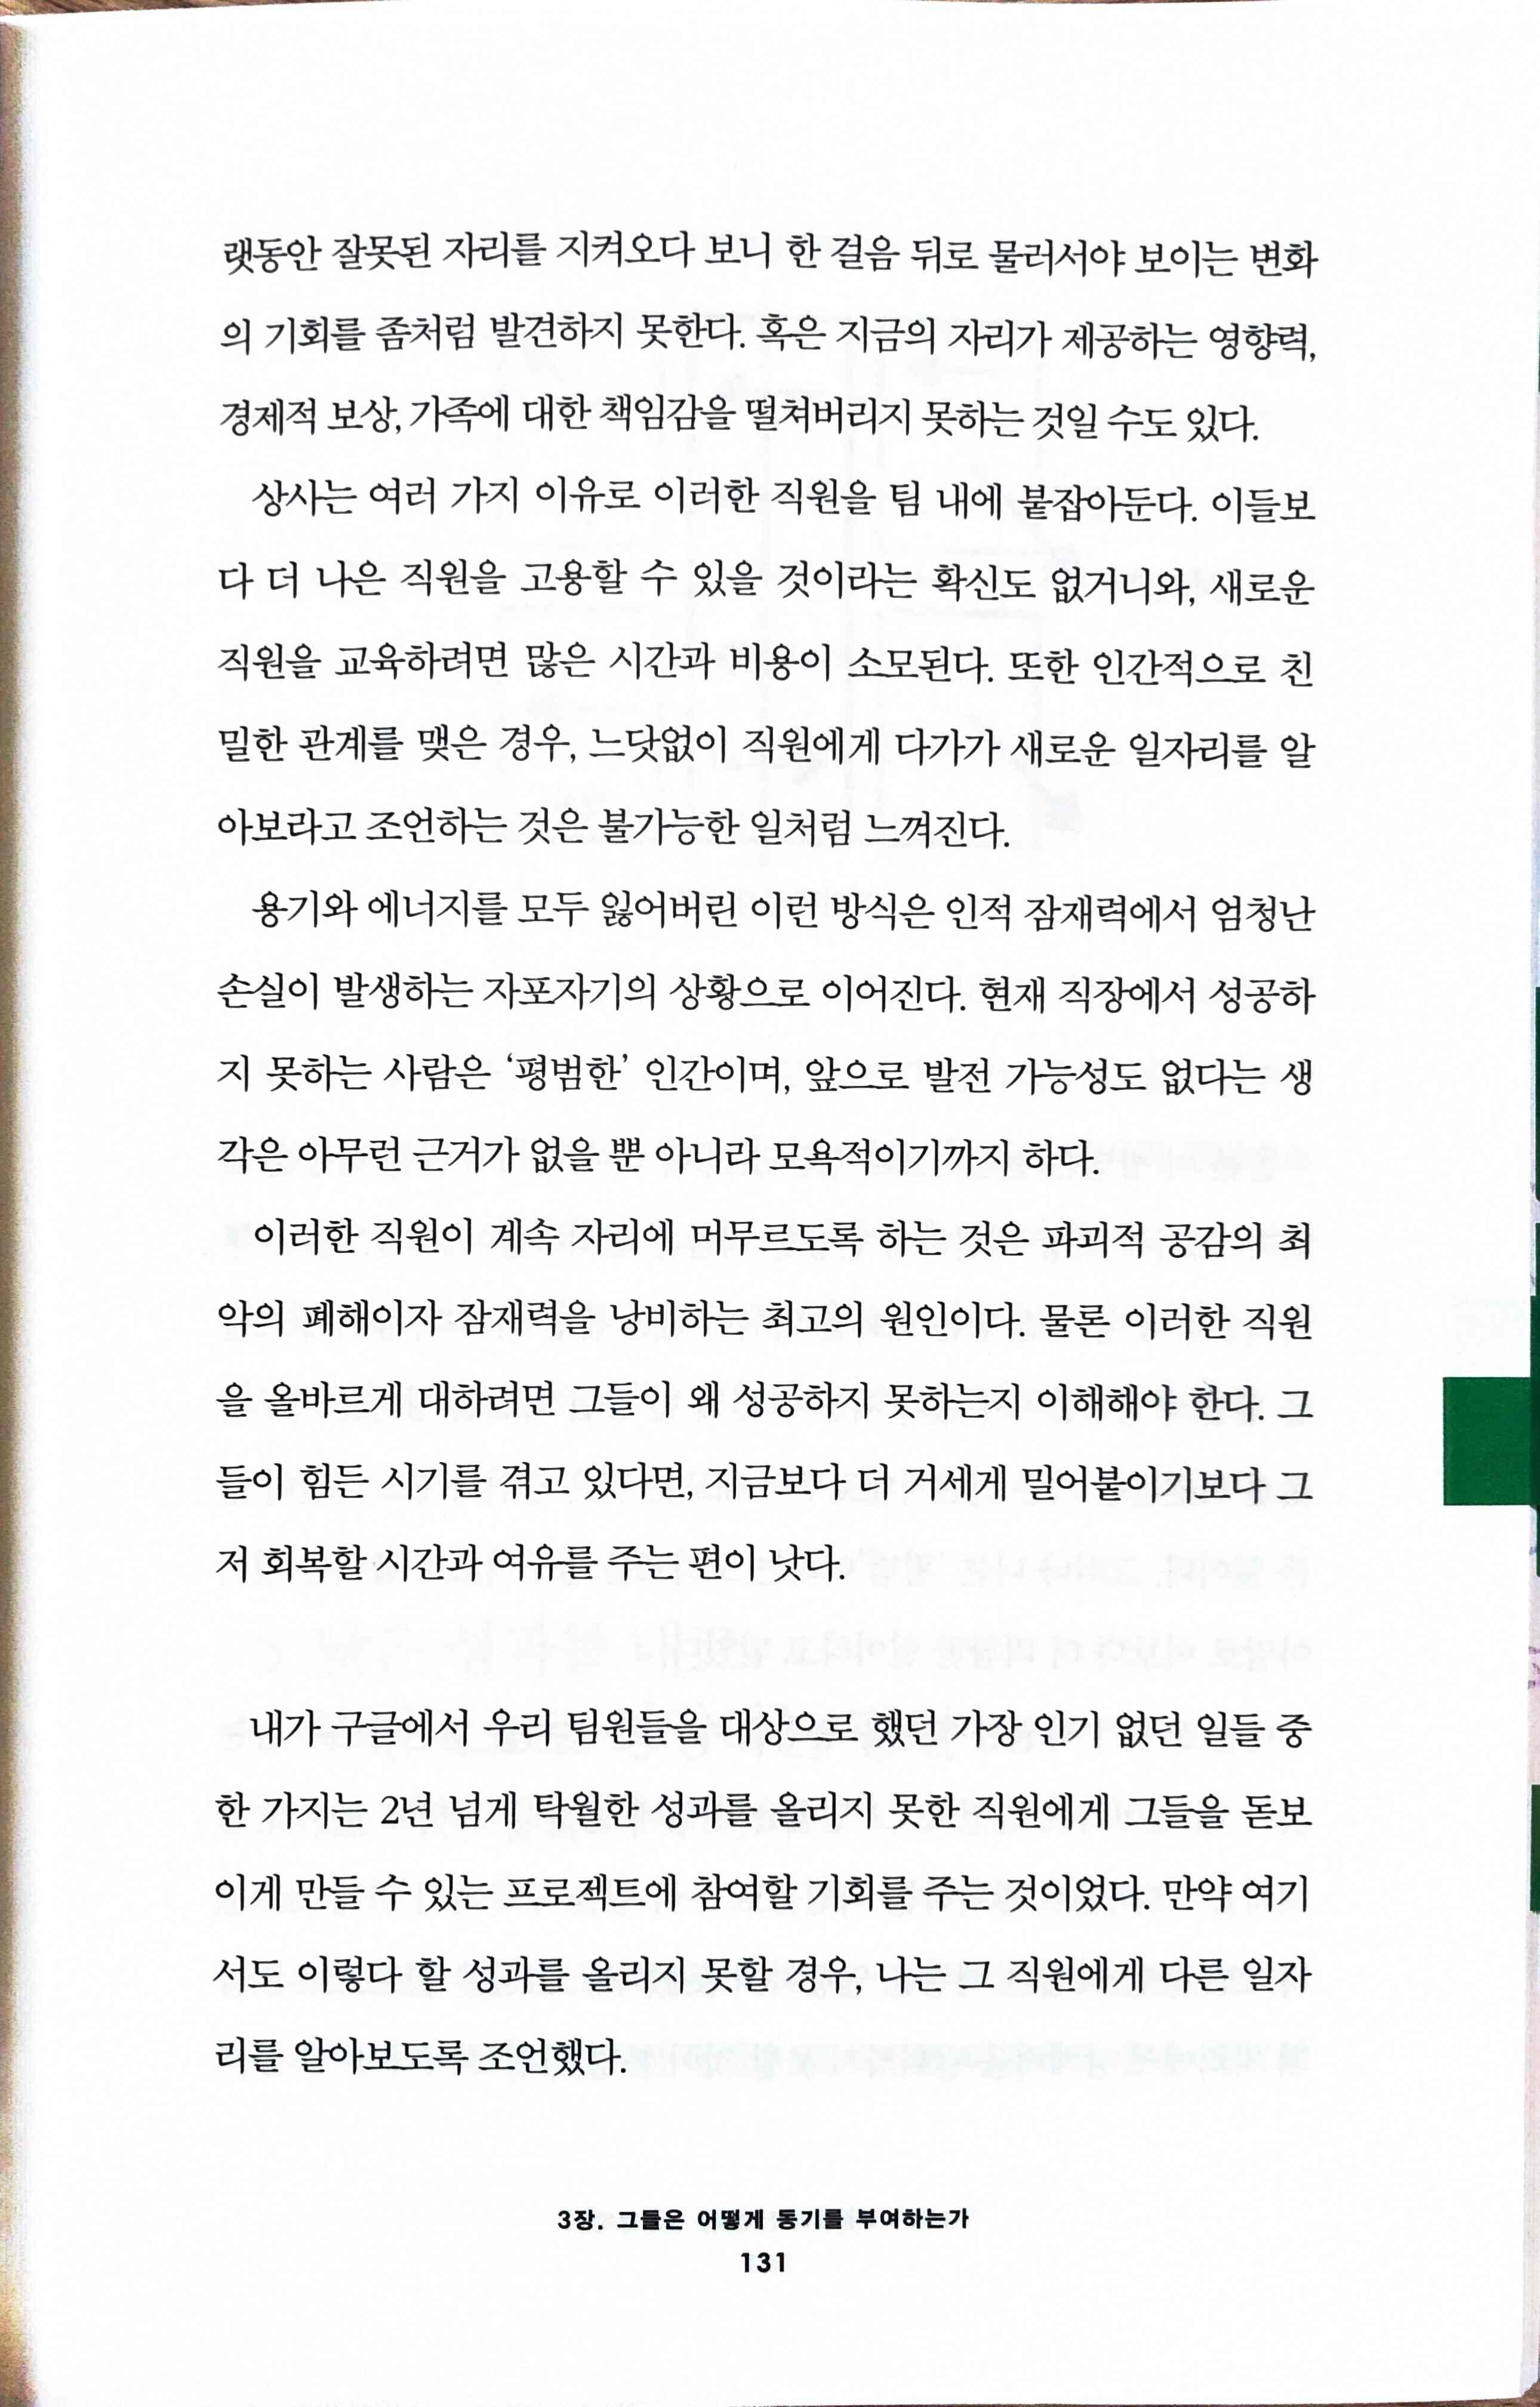 랫동안 잘못된 자리를 지켜오다 보니 한 걸음 뒤로 물러서야 보이는 변화
의 기회를 좀처럼 발견하지 못한다. 혹은 지금의 자리가 제공하는 영향력,
경제적 보상, 가족에 대한 책임감을 떨쳐버리지 못하는 것일 수도 있다.
상사는 여러 가지 이유로 이러한 직원을 팀 내에 붙잡아둔다. 이들보
다 더 나은 직원을 고용할 수 있을 것이라는 확신도 없거니와, 새로운
직원을 교육하려면 많은 시간과 비용이 소모된다. 또한 인간적으로 친
밀한 관계를 맺은 경우, 느닷없이 직원에게 다가가 새로운 일자리를 알
아보라고 조언하는 것은 불가능한 일처럼 느껴진다.
용기와 에너지를 모두 잃어버린 이런 방식은 인적 잠재력에서 엄청난
손실이 발생하는 자포자기의 상황으로 이어진다. 현재 직장에서 성공하
지 못하는 사람은 ‘평범한’ 인간이며, 앞으로 발전 가능성도 없다는 생
각은 아무런 근거가 없을 뿐 아니라 모욕적이기까지 하다.
이러한 직원이 계속 자리에 머무르도록 하는 것은 파괴적 공감의 최
악의 폐해이자 잠재력을 낭비하는 최고의 원인이다. 물론 이러한 직원
을 올바르게 대하려면 그들이 왜 성공하지 못하는지 이해해야 한다. 그
들이 힘든 시기를 겪고 있다면, 지금보다 더 거세게 밀어붙이기보다 그
저 회복할 시간과 여유를 주는 편이 낫다.
내가 구글에서 우리 팀원들을 대상으로 했던 가장 인기 없던 일들 중
한 가지는 2년 넘게 탁월한 성과를 올리지 못한 직원에게 그들을 돋보
이게 만들 수 있는 프로젝트에 참여할 기회를 주는 것이었다. 만약 여기
서도 이렇다 할 성과를 올리지 못할 경우, 나는 그 직원에게 다른 일자
리를 알아보도록 조언했다.
3장. 그들은 어떻게 동기를 부여하는가
131